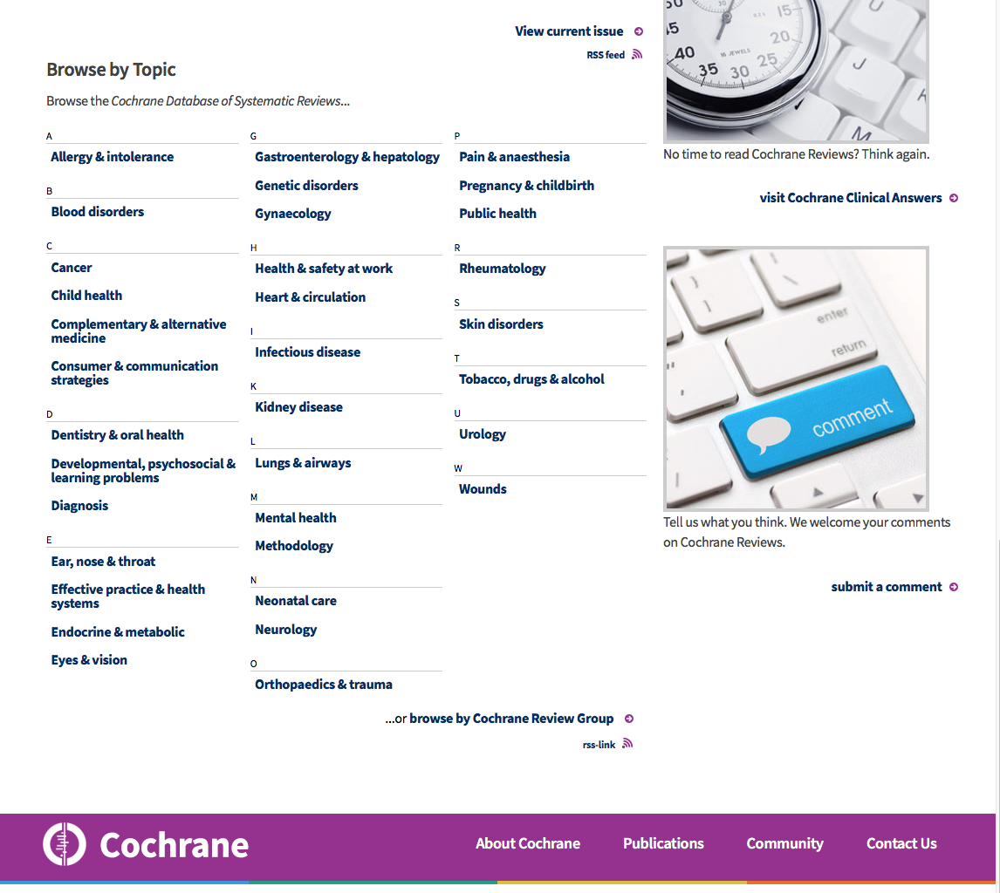 View current issue
RSS feed
Browse by Topic
Browse the Cochrane Database of Systematic Reviews...
A
Allergy & intolerance
B
Blood disorders
C
Cancer
Child health
Complementary & alternative
medicine
Consumer & communication
strategies
D
Dentistry & oral health
Developmental, psychosocial &
learning problems
Diagnosis
E
Ear, nose & throat
Effective practice & health
systems
Endocrine & metabolic
Eyes & vision
G
Gastroenterology & hepatology
Genetic disorders
Gynaecology
H
Health & safety at work
Heart & circulation
I
Infectious disease
K
Kidney disease
L
Lungs & airways
M
Mental health
Methodology
N
Neonatal care
Neurology
O
Orthopaedics & trauma
P
Pain & anaesthesia
Pregnancy & childbirth
Public health
R
Rheumatology
S
Skin disorders
T
Tobacco, drugs & alcohol
U
Urology
W
Wounds
...or browse by Cochrane Review Group
rss-link
30
15
20
45
16 JEWELS
40
25
35
30
U
J
K
M
No time to read Cochrane Reviews? Think again.
visit Cochrane Clinical Answers
}
]
|
\
enter
return
"
'
comment
Tell us what you think. We welcome your comments
on Cochrane Reviews.
submit a comment
Cochrane
About Cochrane
Publications
Community
Contact Us